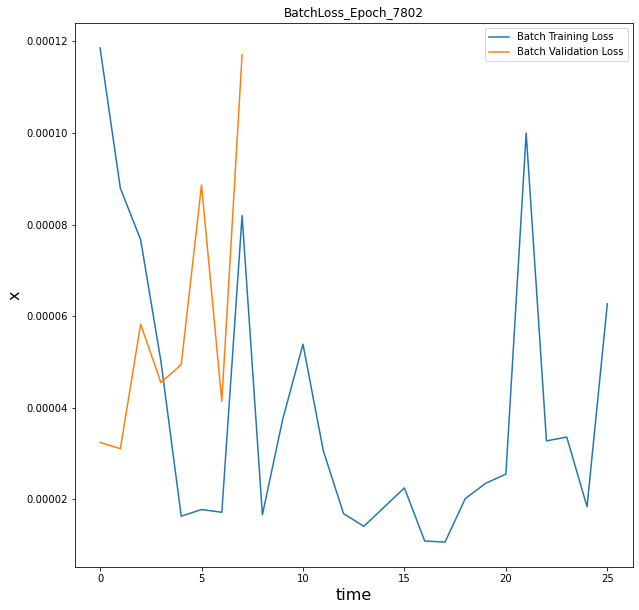 BatchLoss_Epoch_7802
Batch Training Loss
Batch Validation Loss
0.00012
0.00010
0.00008
0.00006
0.00004
0.00002
x
0 5 10 15 20 25
time